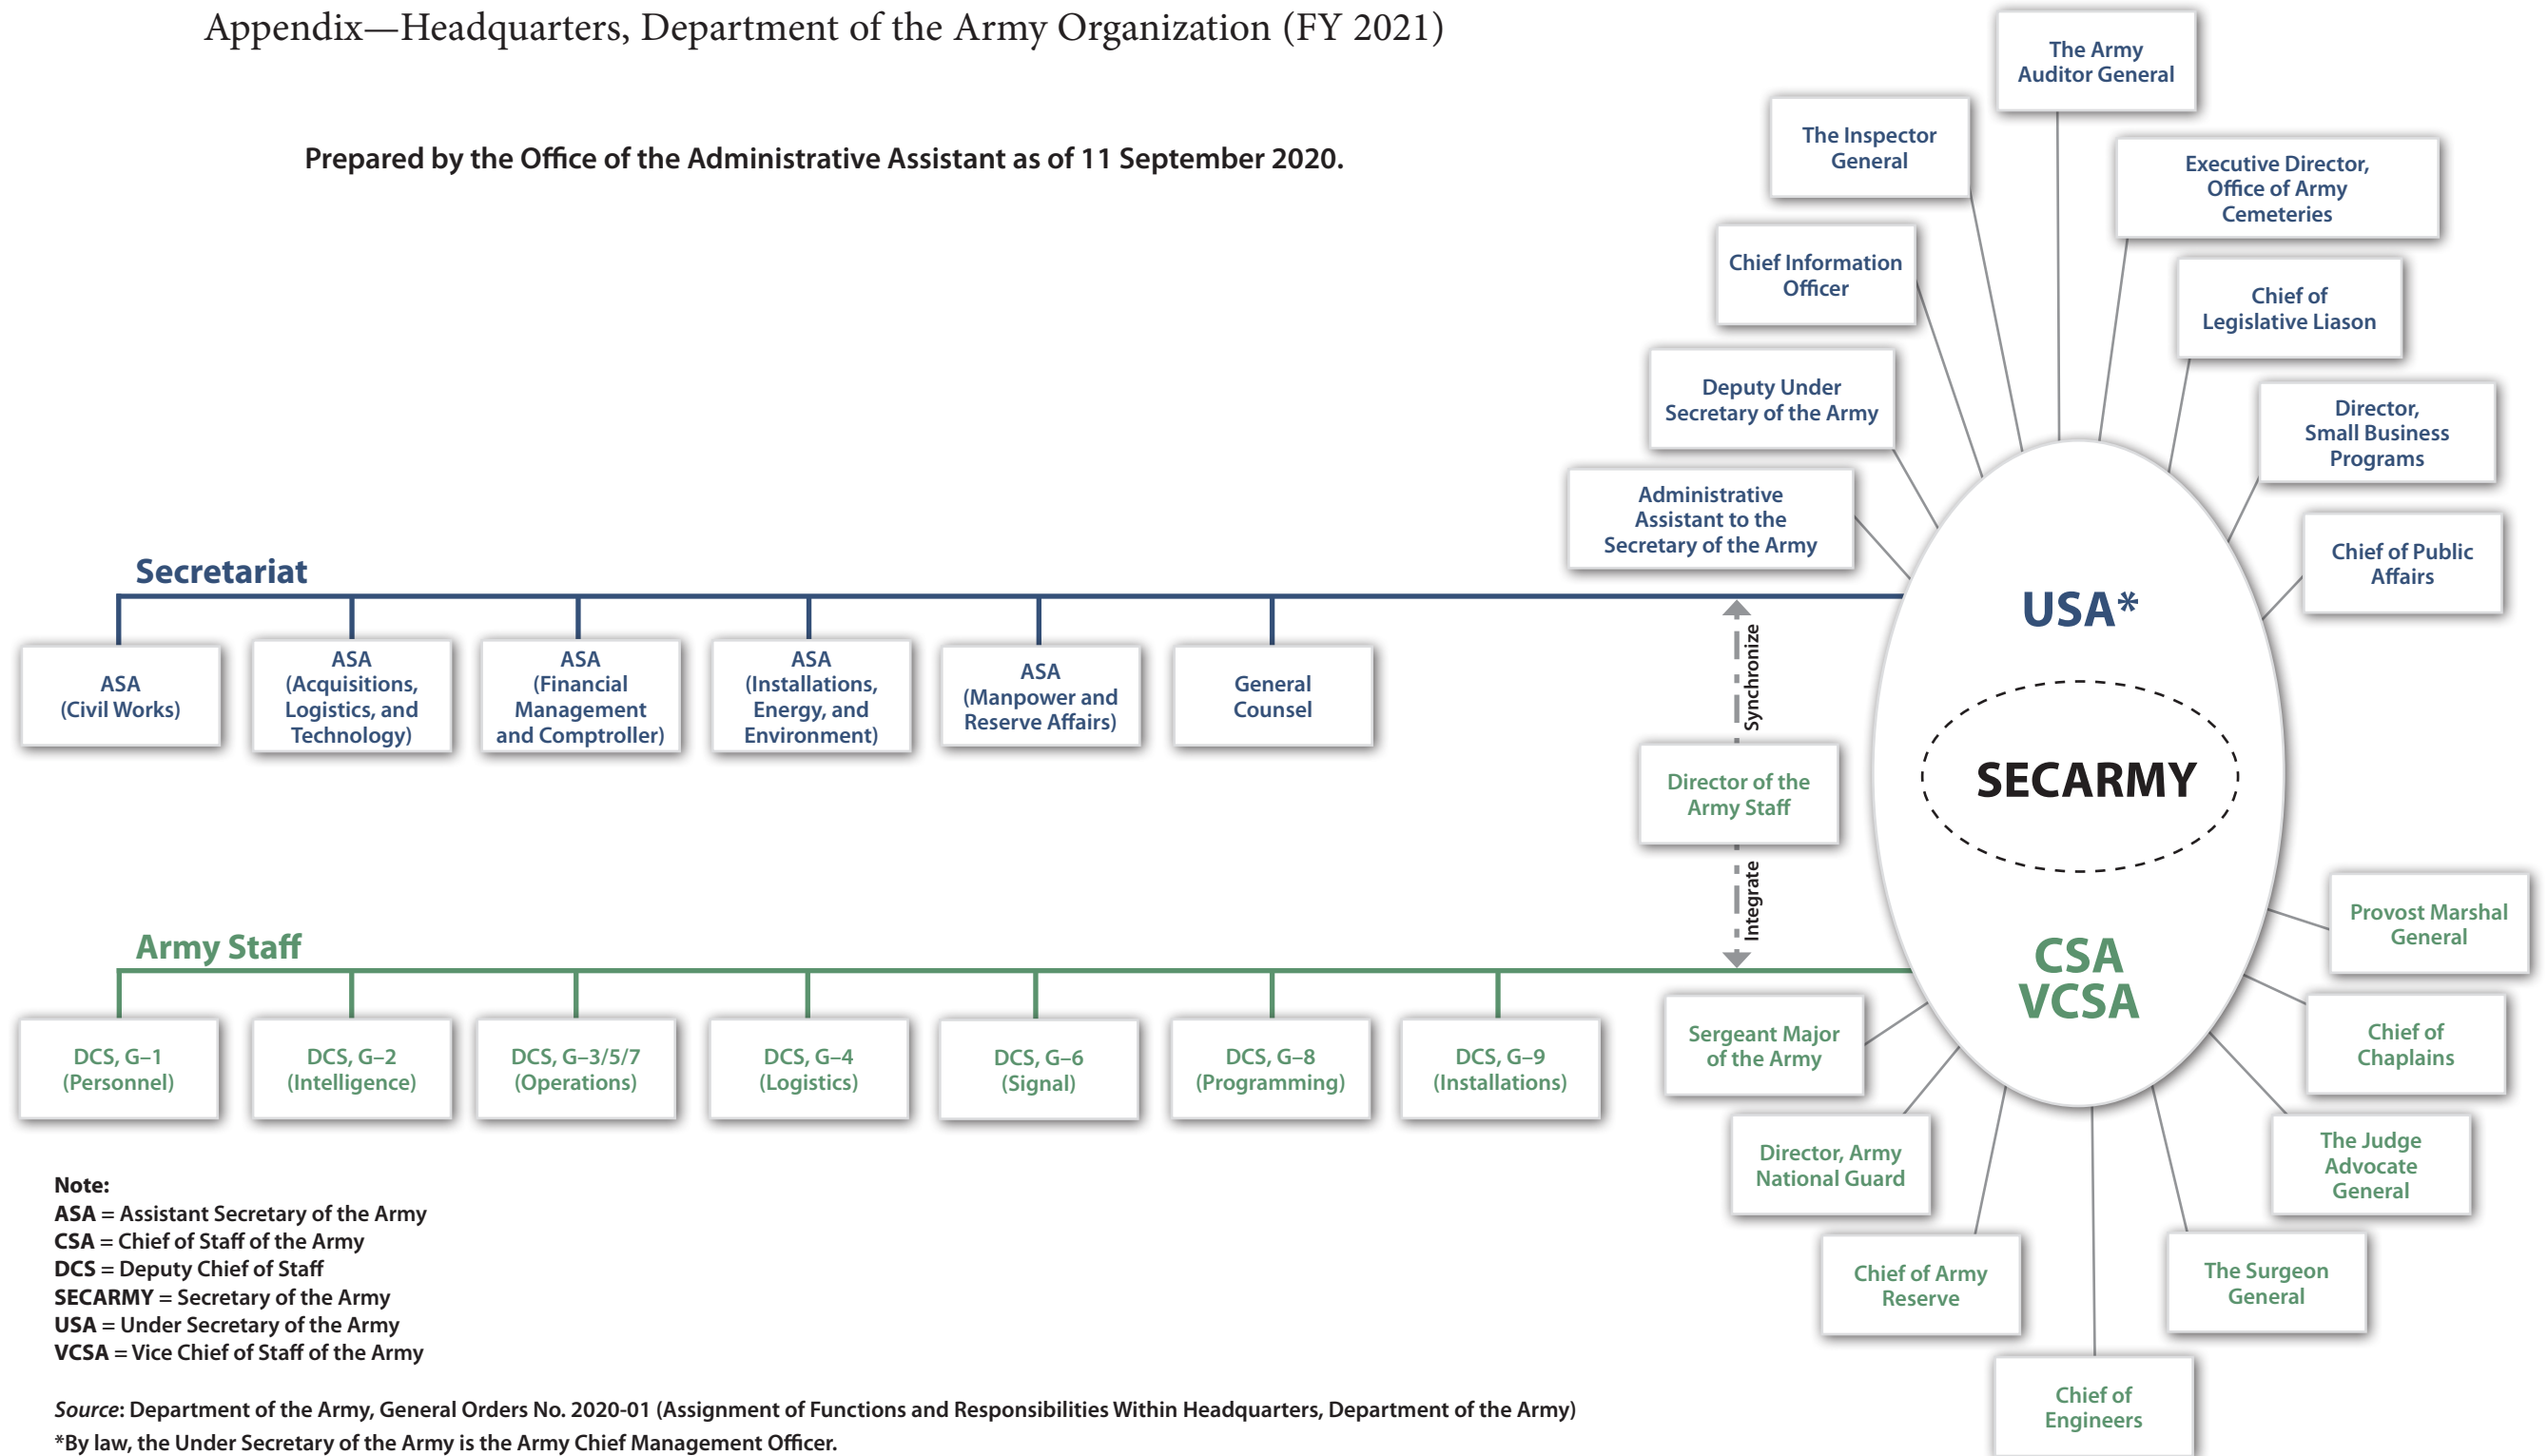 Appendix—Headquarters, Department of the Army Organization (FY 2021)
Prepared by the Office of the Administrative Assistant as of 11 September 2020.
The Army
Auditor General
The Inspector
General
Executive Director,
Office of Army
Cemeteries
Chief Information
Officer
Chief of
Legislative Liason
Deputy Under
Secretary of the Army
Director,
Small Business
Programs
Administrative
Assistant to the
Secretary of the Army
Chief of Public
Affairs
Secretariat
ASA
(Civil Works)
ASA
(Acquisitions,
Logistics, and
Technology)
ASA
(Financial
Management
and Comptroller)
ASA
(Installations,
Energy, and
Environment)
ASA
(Manpower and
Reserve Affairs)
General
Counsel
Synchronize
Director of the
Army Staff
Integrate
USA*
SECARMY
CSA
VCSA
Army Staff
DCS, G–1
(Personnel)
DCS, G–2
(Intelligence)
DCS, G–3/5/7
(Operations)
DCS, G–4
(Logistics)
DCS, G–6
(Signal)
DCS, G–8
(Programming)
DCS, G–9
(Installations)
Sergeant Major
of the Army
Director, Army
National Guard
Chief of Army
Reserve
Chief of
Engineers
The Surgeon
General
The Judge
Advocate
General
Chief of
Chaplains
Provost Marshal
General
Note:
ASA = Assistant Secretary of the Army
CSA = Chief of Staff of the Army
DCS = Deputy Chief of Staff
SECARMY = Secretary of the Army
USA = Under Secretary of the Army
VCSA = Vice Chief of Staff of the Army
Source: Department of the Army, General Orders No. 2020-01 (Assignment of Functions and Responsibilities Within Headquarters, Department of the Army)
*By law, the Under Secretary of the Army is the Army Chief Management Officer.